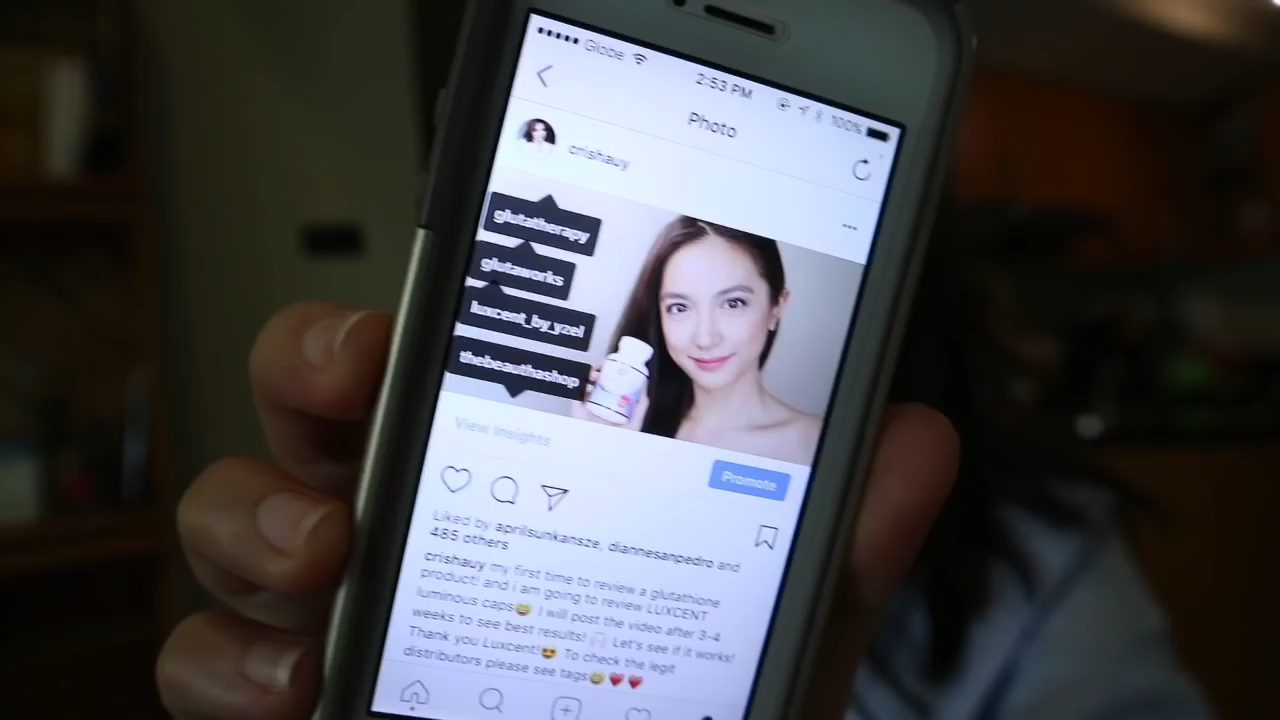 Globe 2:53 PM 100%
Photo
crishauy
glutatherapy
glutaworks
luxcent_by_yzel
thebeauthashop
View Insights
Promote
Liked by aprilsunkansze, diannesanpedro and
485 others
crishauy my first time to review a glutathione
product! and i am going to review LUXCENT
luminous caps😅 I will post the video after 3-4
weeks to see best results! Let's see if it works!
Thank you Luxcent!😍 To check the legit
distributors please see tags😅❤️❤️